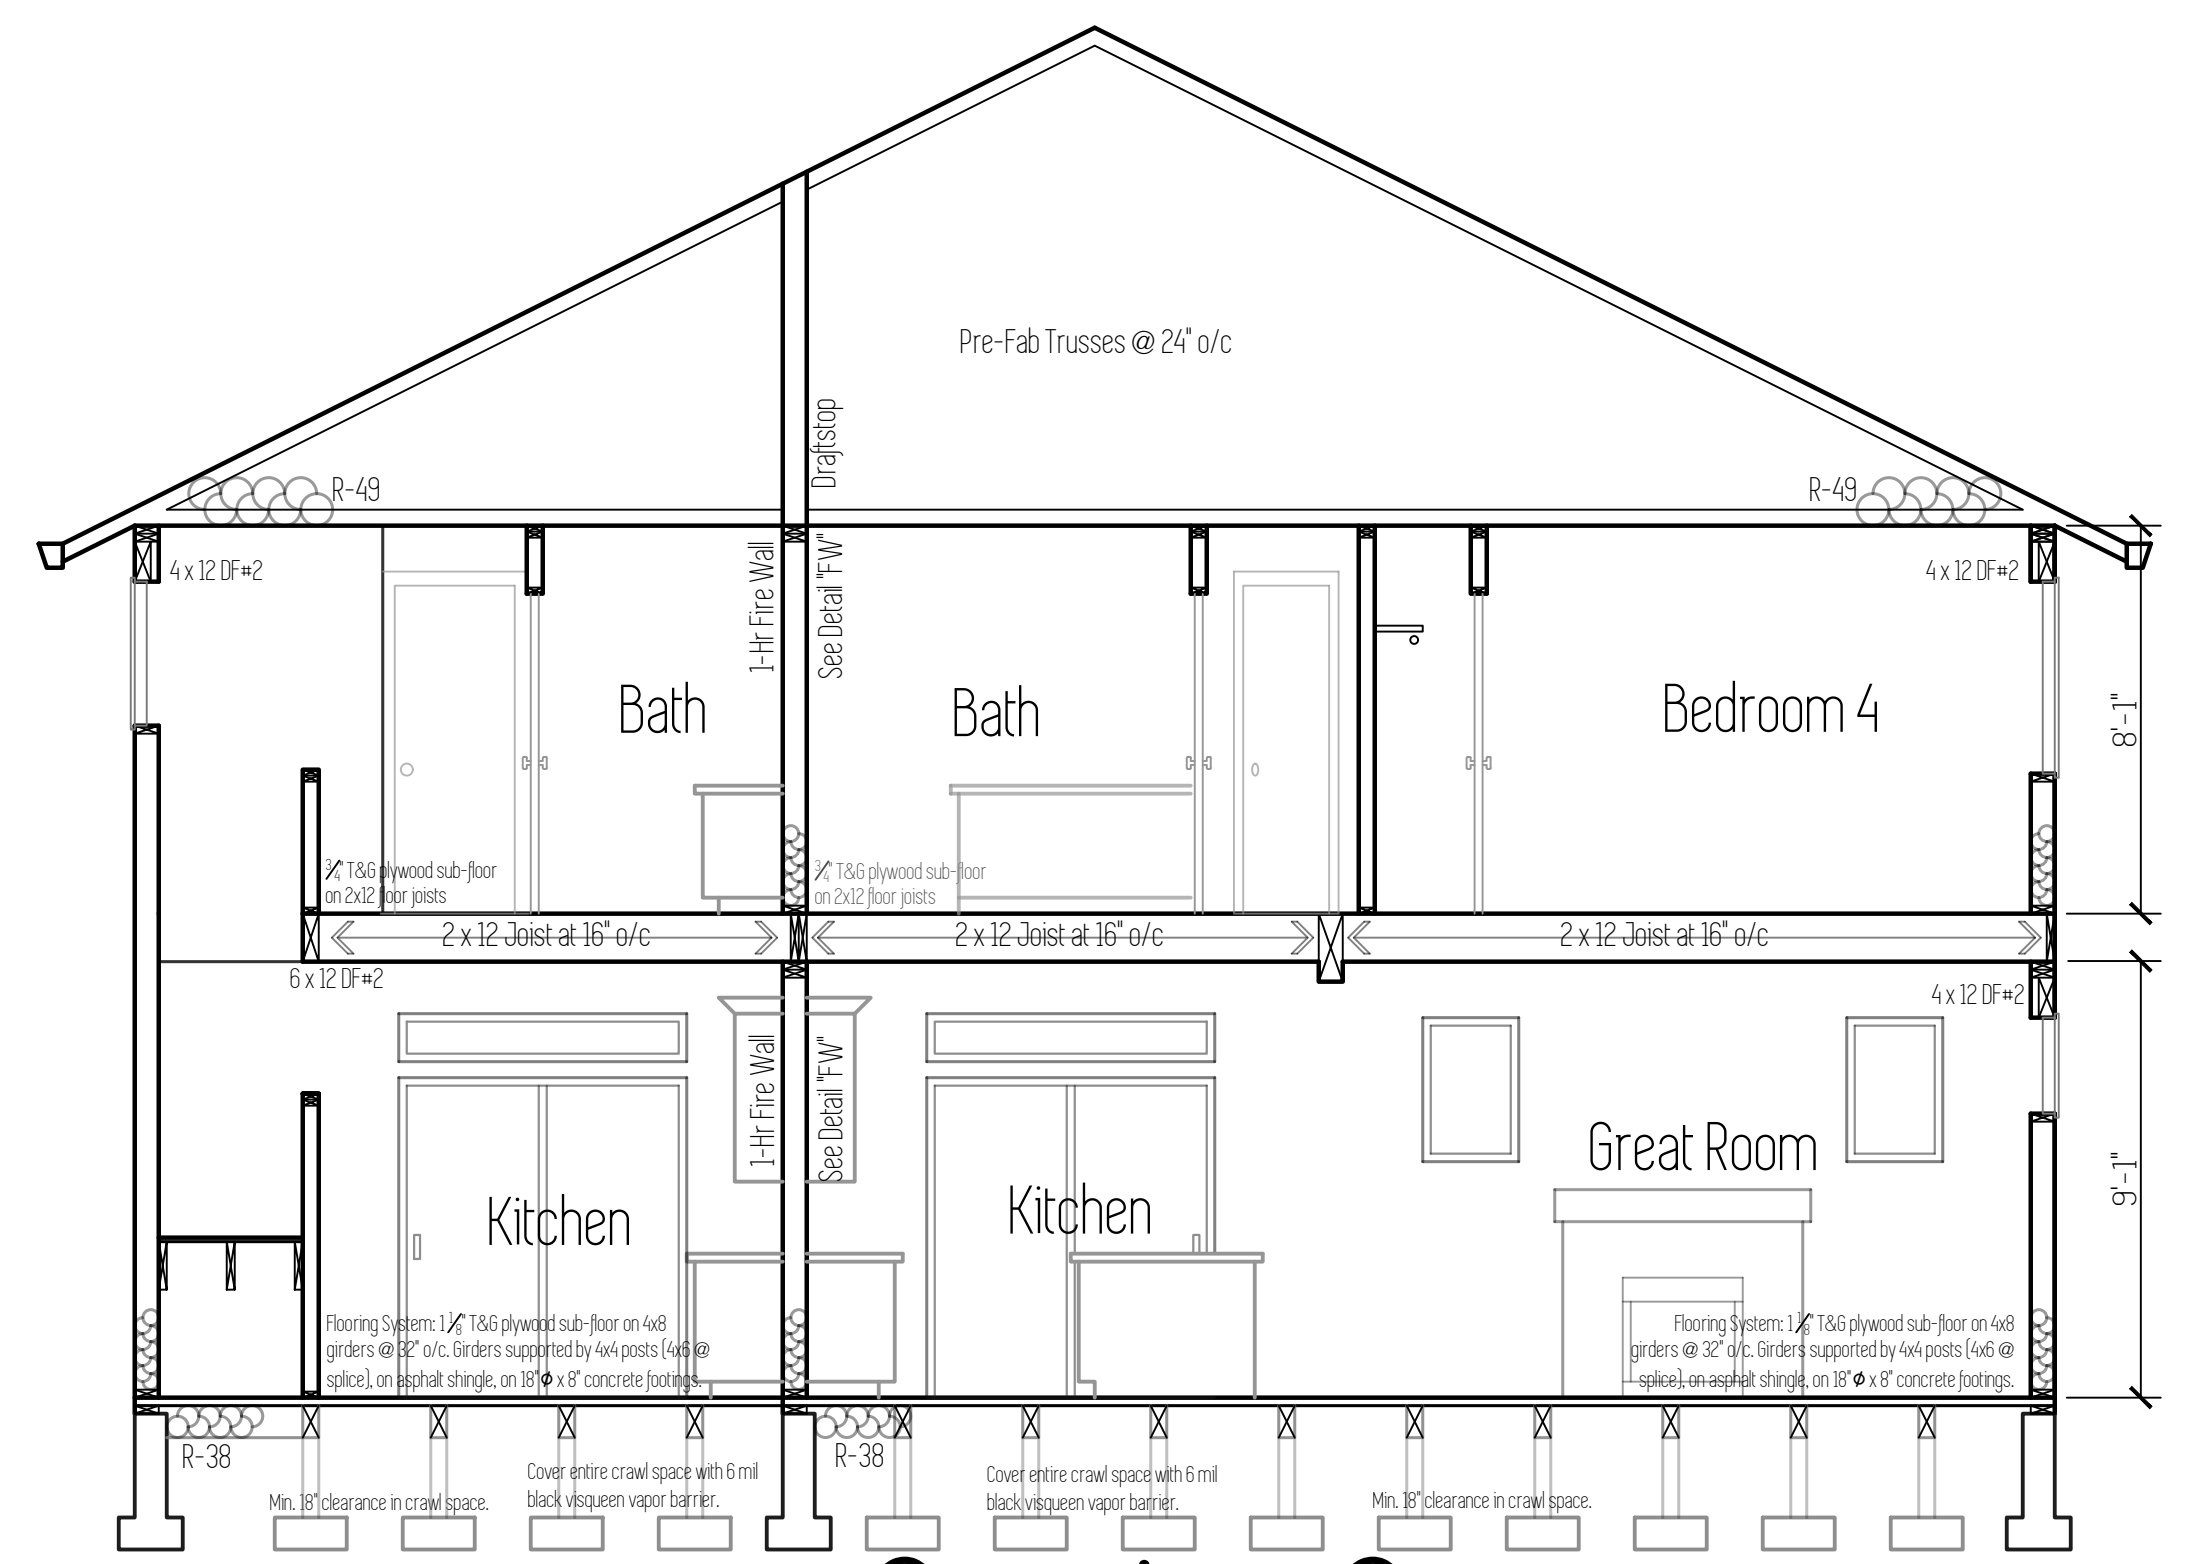 Pre-Fab Trusses @ 24" o/c
Draftstop
R-49
R-49
4 x 12 DF#2
1-Hr Fire Wall
See Detail "FW"
4 x 12 DF#2
Bath
Bath
Bedroom 4
8'-1"
3/4" T&G plywood sub-floor
on 2x12 floor joists
3/4" T&G plywood sub-floor
on 2x12 floor joists
2 x 12 Joist at 16" o/c
2 x 12 Joist at 16" o/c
2 x 12 Joist at 16" o/c
6 x 12 DF#2
4 x 12 DF#2
1-Hr Fire Wall
See Detail "FW"
Great Room
9'-1"
Kitchen
Kitchen
Flooring System: 1 1/8" T&G plywood sub-floor on 4x8
girders @ 32" o/c. Girders supported by 4x4 posts (4x6 @
splice), on asphalt shingle, on 18"Φ x 8" concrete footings.
Flooring System: 1 1/8" T&G plywood sub-floor on 4x8
girders @ 32" o/c. Girders supported by 4x4 posts (4x6 @
splice), on asphalt shingle, on 18"Φ x 8" concrete footings.
R-38
R-38
Cover entire crawl space with 6 mil
black visqueen vapor barrier.
Cover entire crawl space with 6 mil
black visqueen vapor barrier.
Min. 18" clearance in crawl space.
Min. 18" clearance in crawl space.